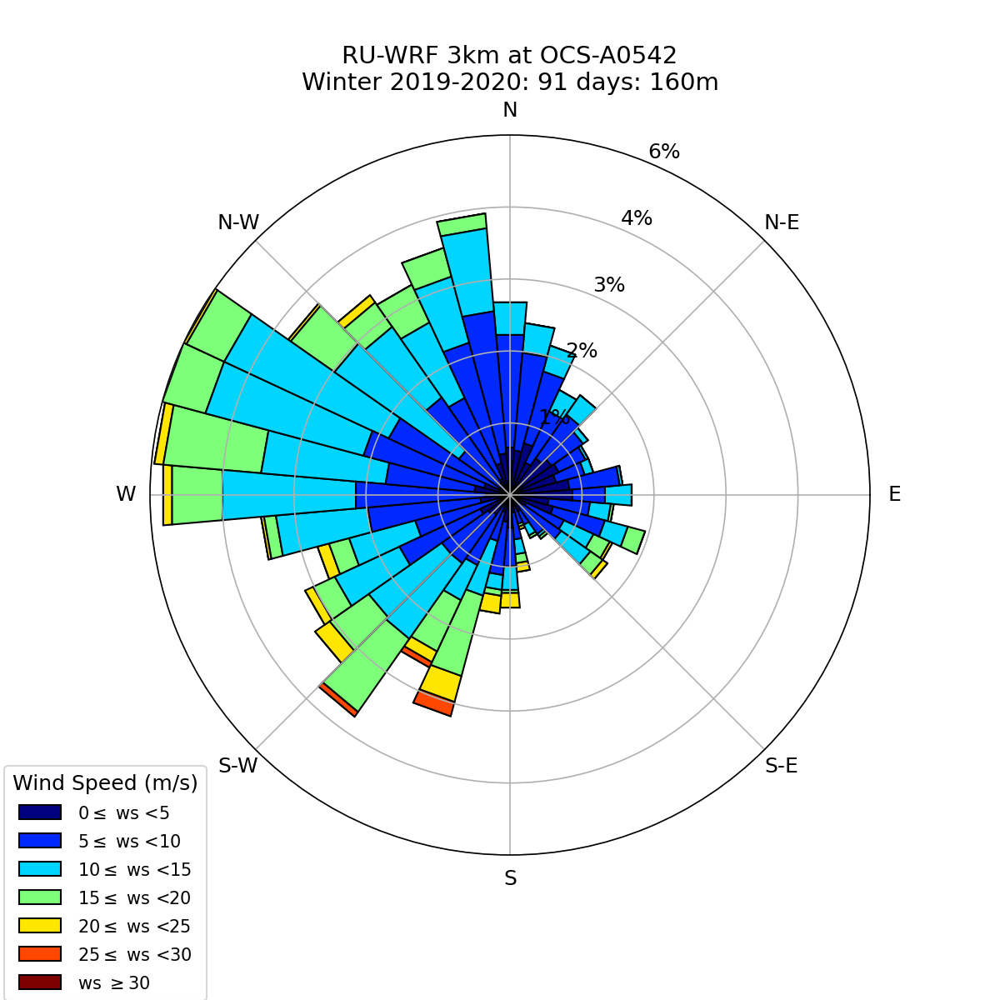 RU-WRF 3km at OCS-A0542
Winter 2019-2020: 91 days: 160m
N
6%
N-W
4%
N-E
3%
2%
1%
W
E
S-W
S-E
S
Wind Speed (m/s)
0 ≤ ws <5
5 ≤ ws <10
10 ≤ ws <15
15 ≤ ws <20
20 ≤ ws <25
25 ≤ ws <30
ws ≥ 30